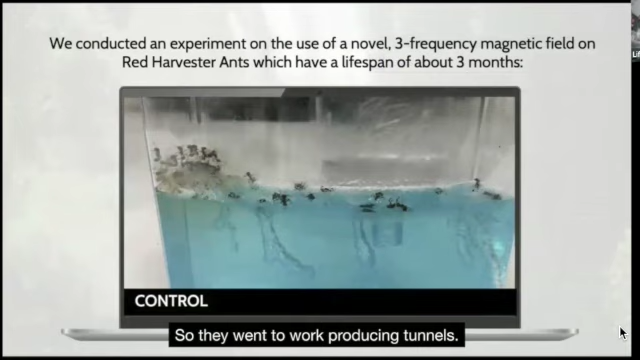 We conducted an experiment on the use of a novel, 3-frequency magnetic field on
Red Harvester Ants which have a lifespan of about 3 months:
CONTROL
So they went to work producing tunnels.